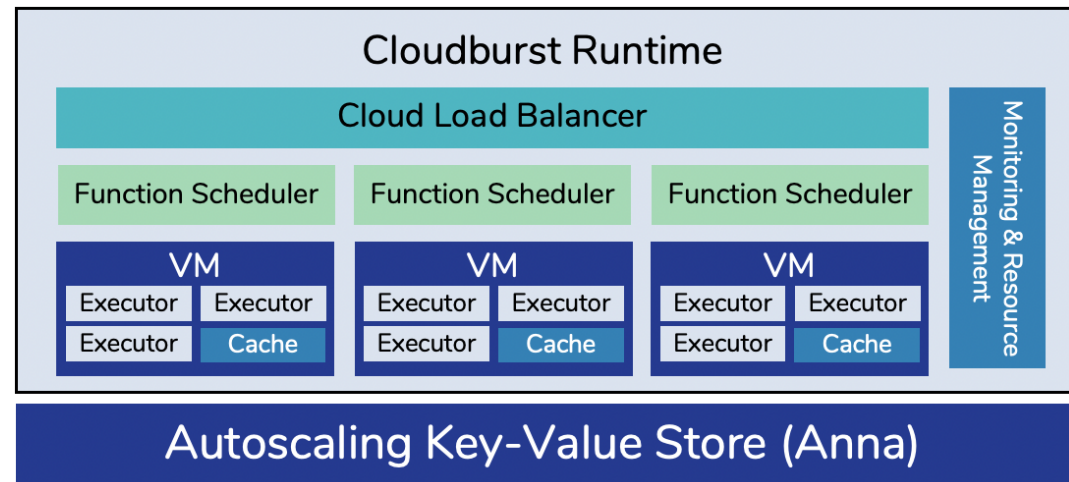 Cloudburst Runtime
Cloud Load Balancer
Function Scheduler
Function Scheduler
Function Scheduler
VM
Executor
Executor
Executor
Cache
VM
Executor
Executor
Executor
Cache
VM
Executor
Executor
Executor
Cache
Monitoring & Resource
Management
Autoscaling Key-Value Store (Anna)